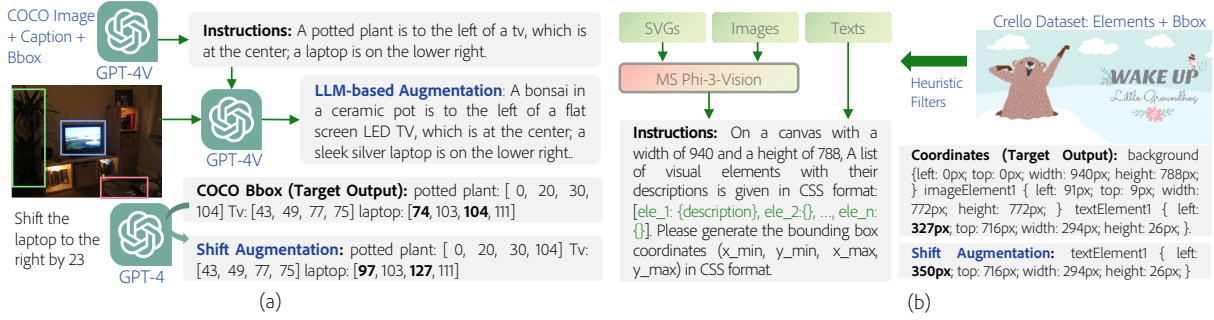 COCO Image
+ Caption +
Bbox
GPT-4V
Instructions: A potted plant is to the left of a tv, which is
at the center; a laptop is on the lower right.
GPT-4V
LLM-based Augmentation: A bonsai in
a ceramic pot is to the left of a flat
screen LED TV, which is at the center; a
sleek silver laptop is on the lower right..
Shift the
laptop to the
right by 23
GPT-4
COCO Bbox (Target Output): potted plant: [ 0, 20, 30,
104] Tv: [43, 49, 77, 75] laptop: [74, 103, 104, 111]
Shift Augmentation: potted plant: [ 0, 20, 30, 104] Tv:
[43, 49, 77, 75] laptop: [97, 103, 127, 111]
(a)
SVGs
Images
Texts
MS Phi-3-Vision
Instructions: On a canvas with a
width of 940 and a height of 788, A list
of visual elements with their
descriptions is given in CSS format:
[ele_1: {description}, ele_2:{}, ..., ele_n:
{}]. Please generate the bounding box
coordinates (x_min, y_min, x_max,
y_max) in CSS format.
Heuristic
Filters
Crello Dataset: Elements + Bbox
WAKE UP
Little Groundhog
Coordinates (Target Output): background
{left: 0px; top: 0px; width: 940px; height: 788px;
} imageElement1 { left: 91px; top: 9px; width:
772px; height: 772px; } textElement1 { left:
327px; top: 716px; width: 294px; height: 26px; }.
Shift Augmentation: textElement1 { left:
350px; top: 716px; width: 294px; height: 26px; }
(b)